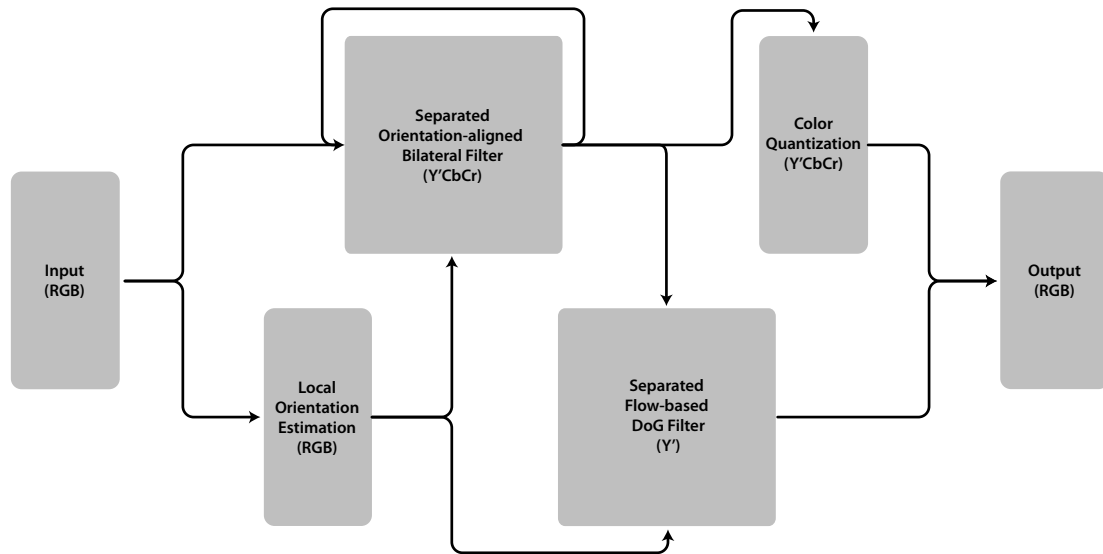 Input
(RGB)
Local
Orientation
Estimation
(RGB)
Separated
Orientation-aligned
Bilateral Filter
(Y'CbCr)
Separated
Flow-based
DoG Filter
(Y')
Color
Quantization
(Y'CbCr)
Output
(RGB)